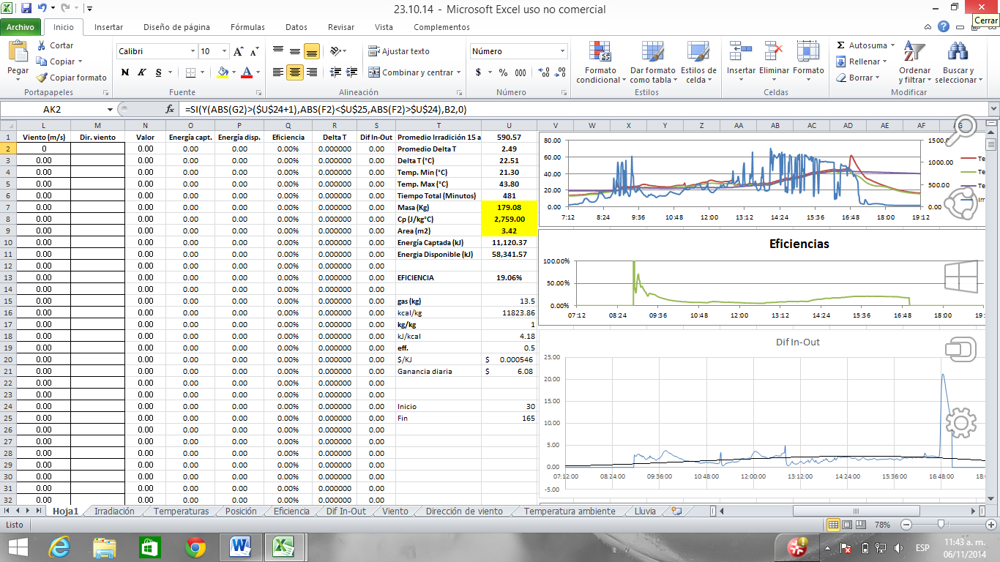 23.10.14 - Microsoft Excel uso no comercial
Cerrar
Archivo Inicio Insertar Diseño de página Fórmulas Datos Revisar Vista Complementos
Pegar
Cortar
Copiar
Copiar formato
Portapapeles
Calibri 10
N K S
Fuente
Ajustar texto
Combinar y centrar
Alineación
Número
$ % 000
Número
Formato condicional
Dar formato como tabla
Estilos de celda
Estilos
Insertar Eliminar Formato
Celdas
Autosuma
Rellenar
Borrar
Ordenar y filtrar
Buscar y seleccionar
Modificar
AK2 fx =SI(Y(ABS(G2)>($U$24+1),ABS(F2)<$U$25,ABS(F2)>$U$24),B2,0)
L M N O P Q R S T U V W X Y Z AA AB AC AD AE AF AG
1 Viento (m/s) Dir. viento Valor Energía capt. Energía disp. Eficiencia Delta T Dif In-Out Promedio Irradición 15 a 590.57
2 0 0.00 0.00 0.00 0.00% 0.000000 0.00 Promedio Delta T 2.49
3 0.00 0.00 0.00 0.00 0.00% 0.000000 0.00 Delta T (°C) 22.51
4 0.00 0.00 0.00 0.00 0.00% 0.000000 0.00 Temp. Min (°C) 21.30
5 0.00 0.00 0.00 0.00 0.00% 0.000000 0.00 Temp. Max (°C) 43.80
6 0.00 0.00 0.00 0.00 0.00% 0.000000 0.00 Tiempo Total (Minutos) 481
7 0.00 0.00 0.00 0.00 0.00% 0.000000 0.00 Masa (Kg) 179.08
8 0.00 0.00 0.00 0.00 0.00% 0.000000 0.00 Cp (J/kg°C) 2,759.00
9 0.00 0.00 0.00 0.00 0.00% 0.000000 0.00 Area (m2) 3.42
10 0.00 0.00 0.00 0.00 0.00% 0.000000 0.00 Energía Captada (kJ) 11,120.37
11 0.00 0.00 0.00 0.00 0.00% 0.000000 0.00 Energia Disponible (kJ) 58,341.57
12 0.00 0.00 0.00 0.00 0.00% 0.000000 0.00
13 0.00 0.00 0.00 0.00 0.00% 0.000000 0.00 EFICIENCIA 19.06%
14 0.00 0.00 0.00 0.00 0.00% 0.000000 0.00
15 0.00 0.00 0.00 0.00 0.00% 0.000000 0.00 gas (kg) 13.5
16 0.00 0.00 0.00 0.00 0.00% 0.000000 0.00 kcal/kg 11823.86
17 0.00 0.00 0.00 0.00 0.00% 0.000000 0.00 kg/kg 1
18 0.00 0.00 0.00 0.00 0.00% 0.000000 0.00 kJ/kcal 4.18
19 0.00 0.00 0.00 0.00 0.00% 0.000000 0.00 eff. 0.5
20 0.00 0.00 0.00 0.00 0.00% 0.000000 0.00 $/KJ $ 0.000546
21 0.00 0.00 0.00 0.00 0.00% 0.000000 0.00 Ganancia diaria $ 6.08
22 0.00 0.00 0.00 0.00 0.00% 0.000000 0.00
23 0.00 0.00 0.00 0.00 0.00% 0.000000 0.00
24 0.00 0.00 0.00 0.00 0.00% 0.000000 0.00 Inicio 30
25 0.00 0.00 0.00 0.00 0.00% 0.000000 0.00 Fin 165
26 0.00 0.00 0.00 0.00 0.00% 0.000000 0.00
27 0.00 0.00 0.00 0.00 0.00% 0.000000 0.00
28 0.00 0.00 0.00 0.00 0.00% 0.000000 0.00
29 0.00 0.00 0.00 0.00 0.00% 0.000000 0.00
30 0.00 0.00 0.00 0.00 0.00% 0.000000 0.00
31 0.00 0.00 0.00 0.00 0.00% 0.000000 0.00
32 0.00 0.00 0.00 0.00 0.00% 0.000000 0.00
80.00 1500.
60.00 1000.00
40.00
20.00 500.00
0.00 0.00
7:12 8:24 9:36 10:48 12:00 13:12 14:24 15:36 16:48 18:00 19:12
Te
Te
Te
Irr
Eficiencias
100.00%
50.00%
0.00%
07:12 08:24 09:36 10:48 12:00 13:12 14:24 15:36 16:48 18:00 19:
Dif In-Out
25.00
20.00
15.00
10.00
5.00
0.00
-5.00
07:12:00 08:24:00 09:36:00 10:48:00 12:00:00 13:12:00 14:24:00 15:36:00 16:48:00 18:
Hoja1 Irradiación Temperaturas Posición Eficiencia Dif In-Out Viento Dirección de viento Temperatura ambiente Lluvia
Listo 78%
ESP 11:43 a. m.
06/11/2014